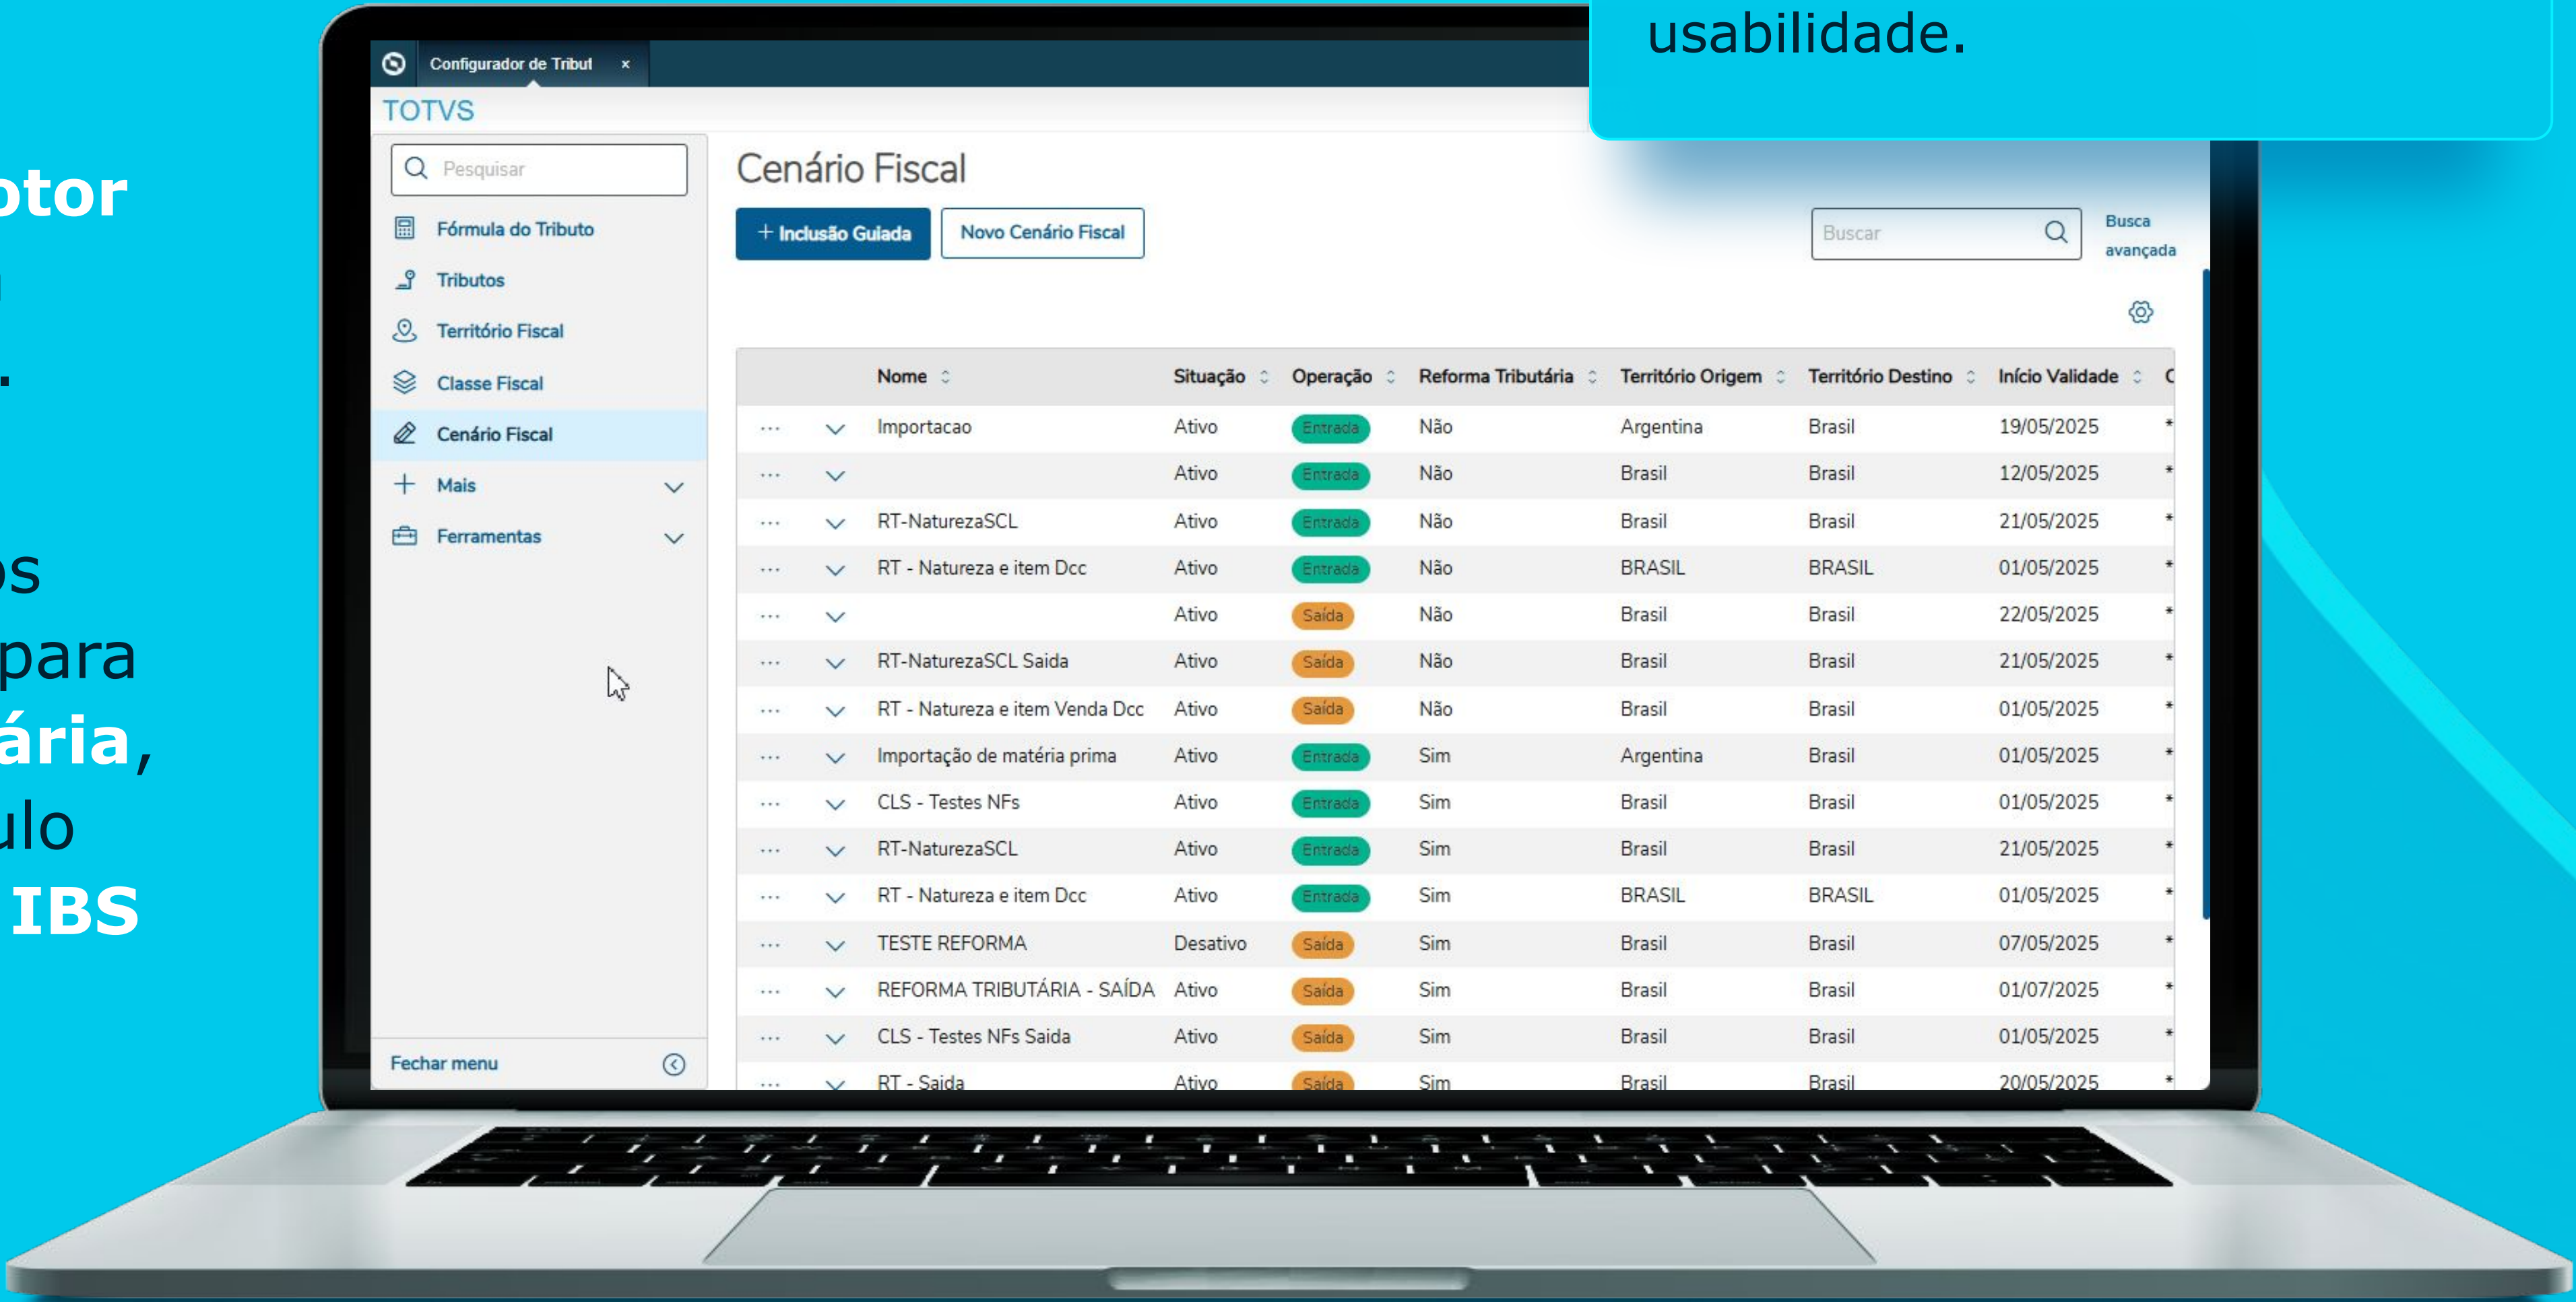 usabilidade.
otor
.
os
para
ária,
ulo
IBS
Configurador de Tribut ×
TOTVS
Pesquisar
Fórmula do Tributo
Tributos
Território Fiscal
Classe Fiscal
Cenário Fiscal
Mais
Ferramentas
Fechar menu
Cenário Fiscal
+ Inclusão Guiada Novo Cenário Fiscal
Buscar
Busca
avançada
Nome Situação Operação Reforma Tributária Território Origem Território Destino Início Validade
... Importacao Ativo Entrada Não Argentina Brasil 19/05/2025 *
... Ativo Entrada Não Brasil Brasil 12/05/2025 *
... RT-NaturezaSCL Ativo Entrada Não Brasil Brasil 21/05/2025 *
... RT - Natureza e item Dcc Ativo Entrada Não BRASIL BRASIL 01/05/2025 *
... Ativo Saída Não Brasil Brasil 22/05/2025 *
... RT-NaturezaSCL Saida Ativo Saída Não Brasil Brasil 21/05/2025 *
... RT - Natureza e item Venda Dcc Ativo Saída Não Brasil Brasil 01/05/2025 *
... Importação de matéria prima Ativo Entrada Sim Argentina Brasil 01/05/2025 *
... CLS - Testes NFs Ativo Entrada Sim Brasil Brasil 01/05/2025 *
... RT-NaturezaSCL Ativo Entrada Sim Brasil Brasil 21/05/2025 *
... RT - Natureza e item Dcc Ativo Entrada Sim BRASIL BRASIL 01/05/2025 *
... TESTE REFORMA Desativo Saída Sim Brasil Brasil 07/05/2025 *
... REFORMA TRIBUTÁRIA - SAÍDA Ativo Saída Sim Brasil Brasil 01/07/2025 *
... CLS - Testes NFs Saida Ativo Saída Sim Brasil Brasil 01/05/2025 *
... RT - Saida Ativo Saída Sim Brasil Brasil 20/05/2025 *